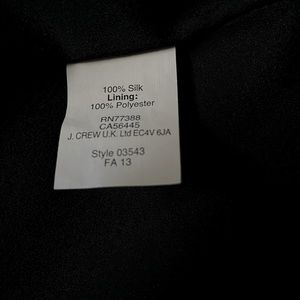 100% Silk
Lining:
100% Polyester
RN77388
CA56445
J. CREW U.K. Ltd EC4V 6JA
Style 03543
FA 13